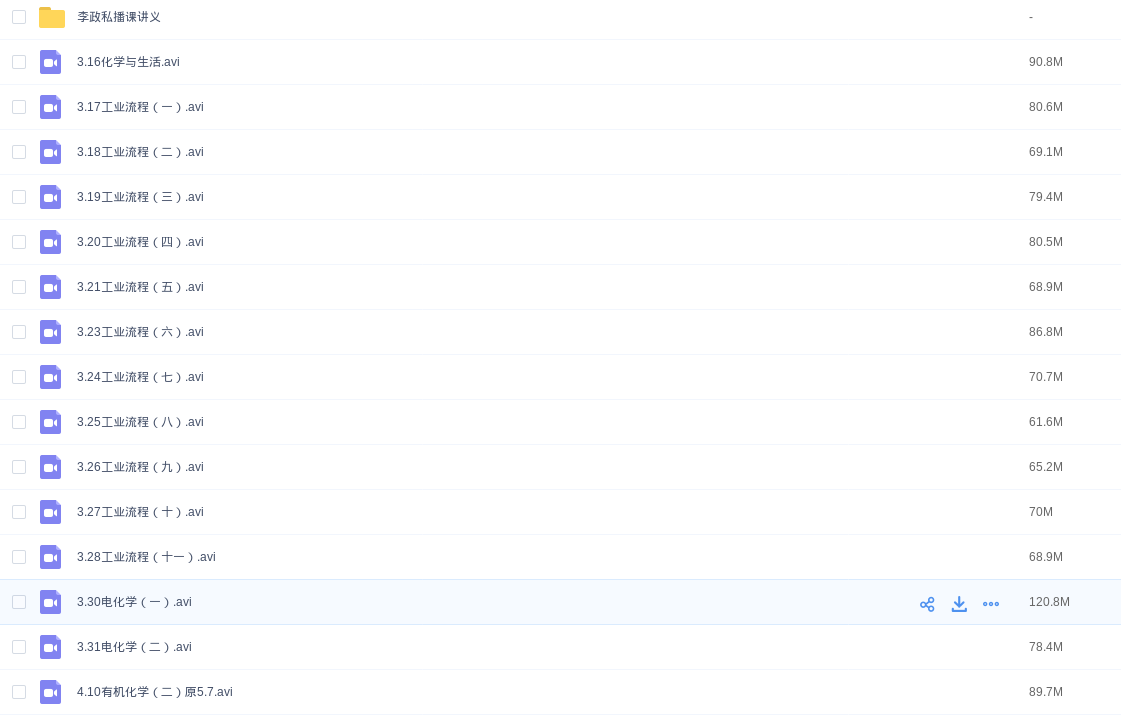 李政私播课讲义 -
3.16化学与生活.avi 90.8M
3.17工业流程（一）.avi 80.6M
3.18工业流程（二）.avi 69.1M
3.19工业流程（三）.avi 79.4M
3.20工业流程（四）.avi 80.5M
3.21工业流程（五）.avi 68.9M
3.23工业流程（六）.avi 86.8M
3.24工业流程（七）.avi 70.7M
3.25工业流程（八）.avi 61.6M
3.26工业流程（九）.avi 65.2M
3.27工业流程（十）.avi 70M
3.28工业流程（十一）.avi 68.9M
3.30电化学（一）.avi 120.8M
3.31电化学（二）.avi 78.4M
4.10有机化学（二）原5.7.avi 89.7M